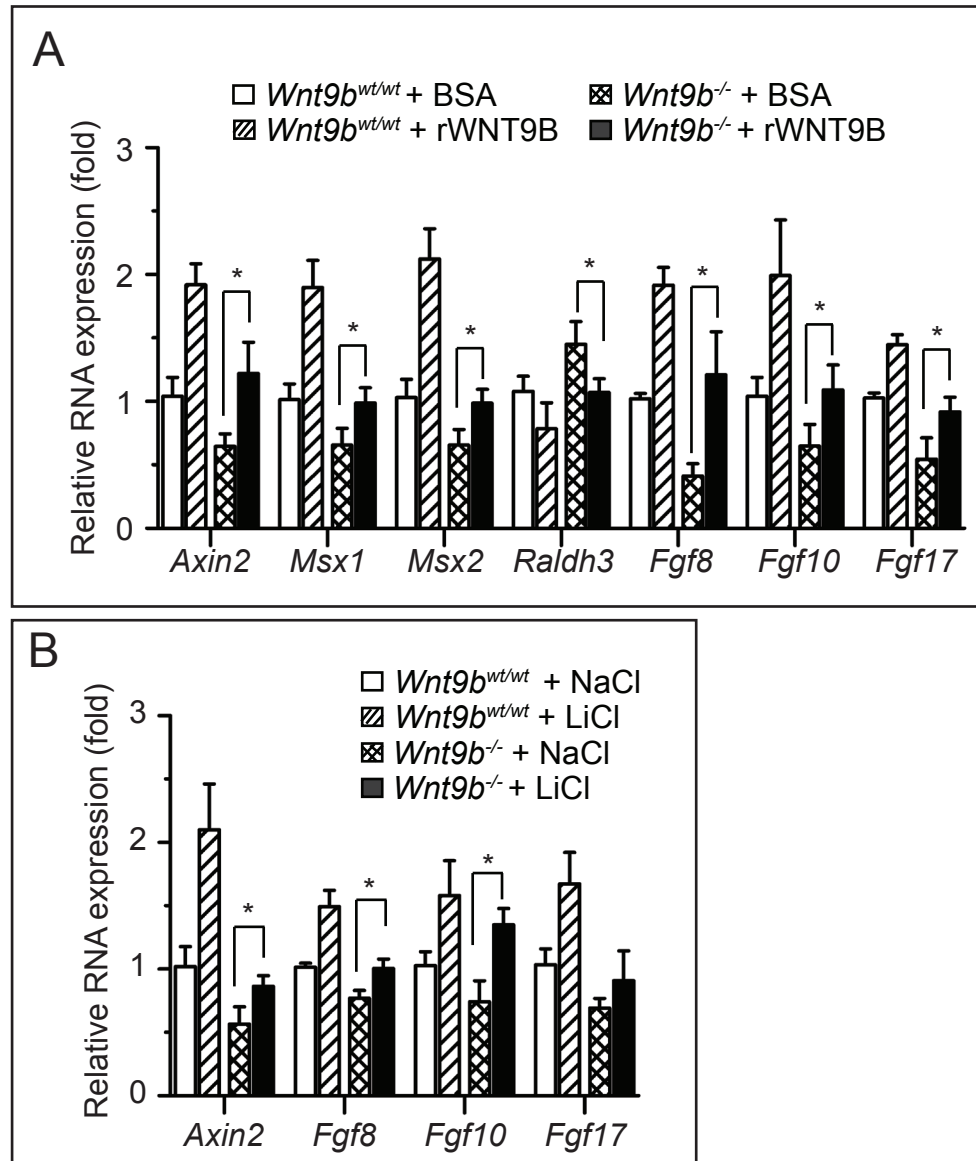 A
Wnt9b^wt/wt + BSA
Wnt9b^-/- + BSA
Wnt9b^wt/wt + rWNT9B
Wnt9b^-/- + rWNT9B
Relative RNA expression (fold)
3
2
1
0
* * * * * * *
Axin2 Msx1 Msx2 Raldh3 Fgf8 Fgf10 Fgf17
B
Wnt9b^wt/wt + NaCl
Wnt9b^wt/wt + LiCl
Wnt9b^-/- + NaCl
Wnt9b^-/- + LiCl
Relative RNA expression (fold)
3
2
1
0
* * *
Axin2 Fgf8 Fgf10 Fgf17